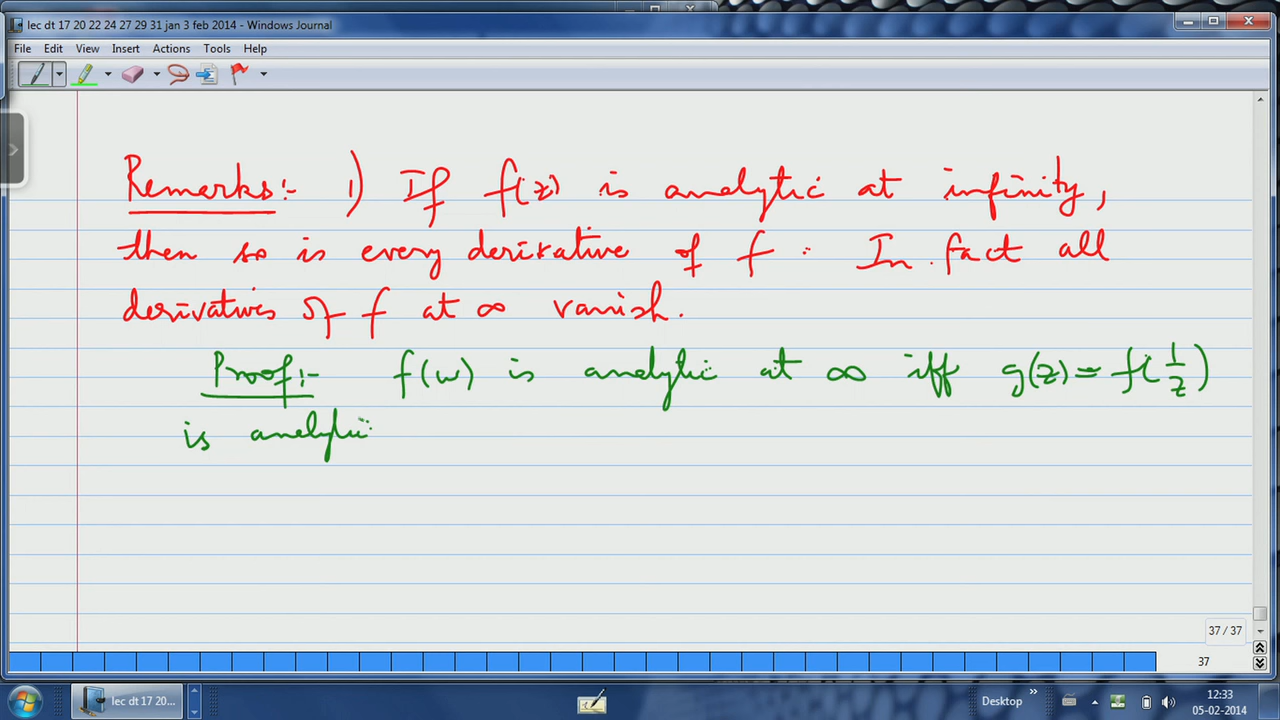 lec dt 17 20 22 24 27 29 31 jan 3 feb 2014 - Windows Journal
File Edit View Insert Actions Tools Help
Remarks:- 1) If f(z) is analytic at infinity,
then so is every derivative of f. In fact all
derivatives of f at ∞ vanish.
Proof:- f(w) is analytic at ∞ iff g(z) = f(1/z)
is analytic
37 / 37
37
lec dt 17 20...
Desktop
12:33
05-02-2014